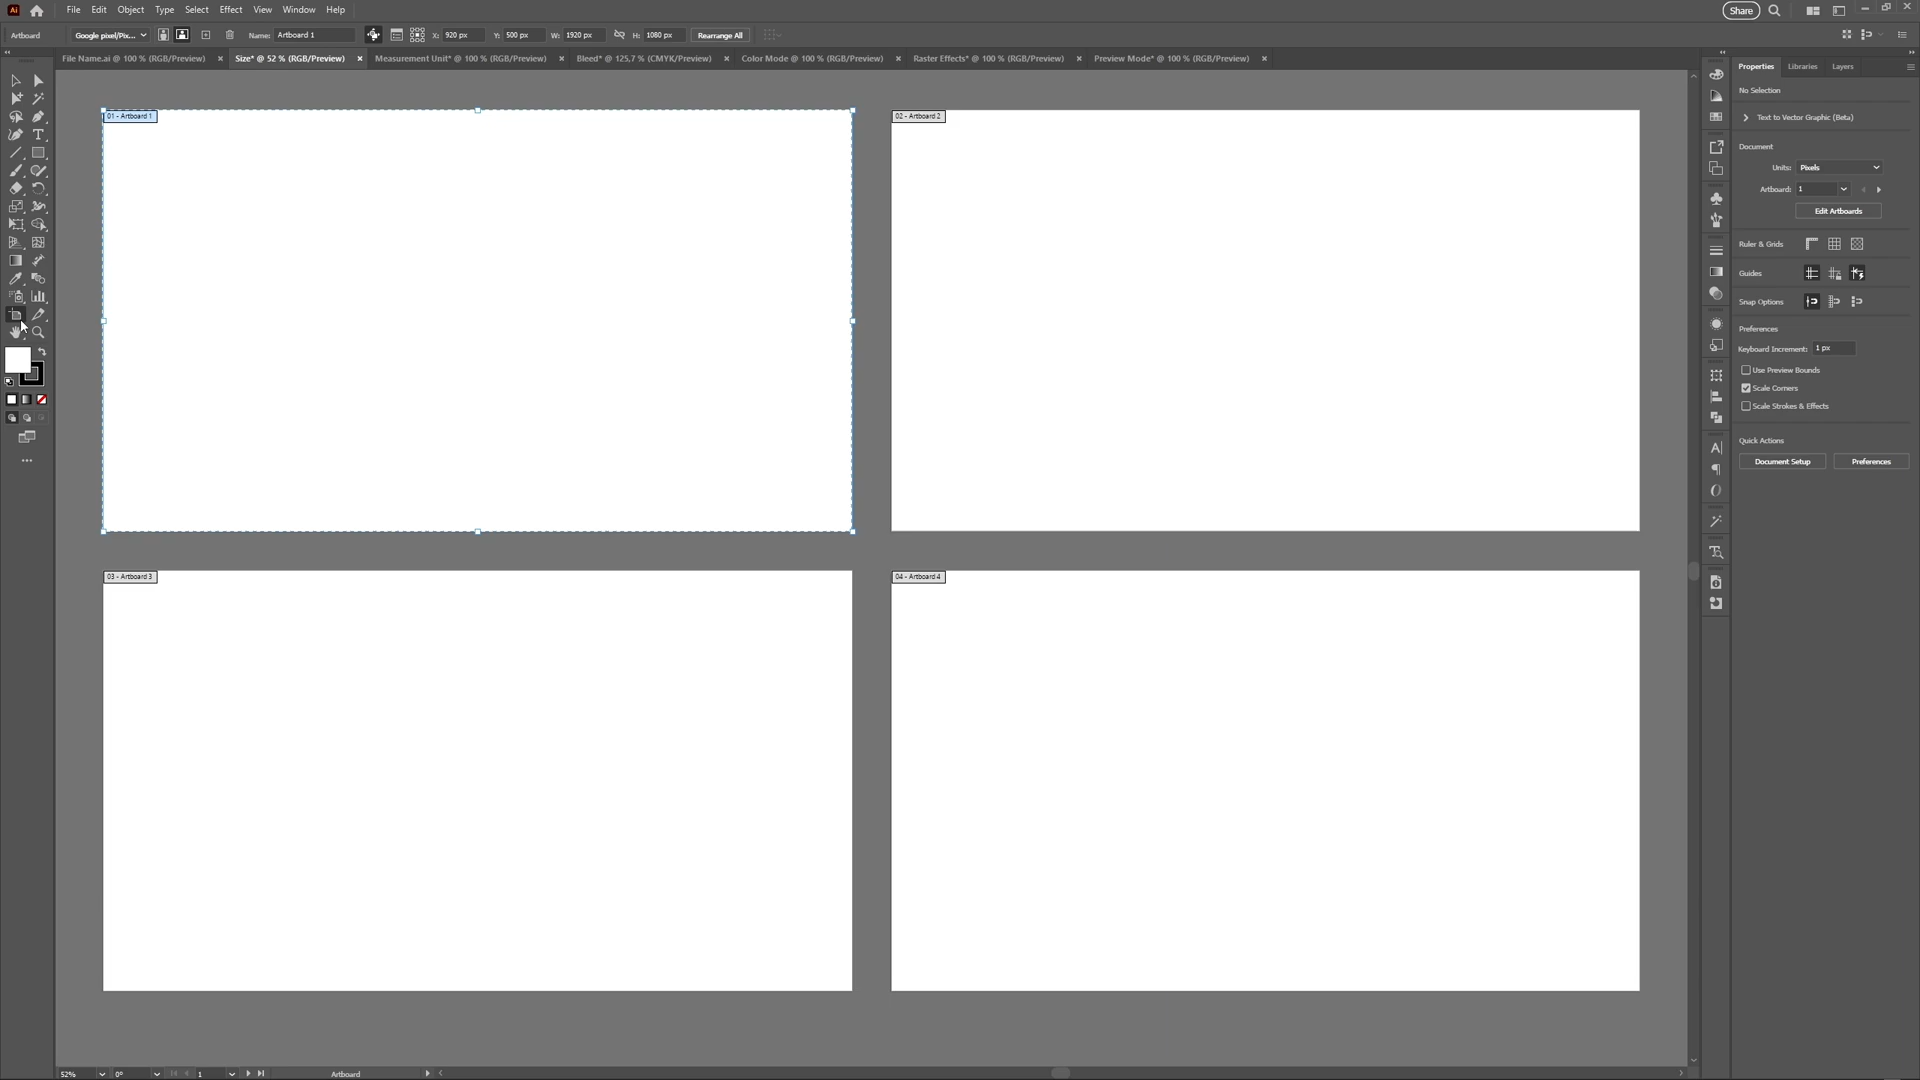 Ai File Edit Object Type Select Effect View Window Help Share
Artboard Google pixel/Pix... Name: Artboard 1 X: 920 px Y: 500 px W: 1920 px H: 1080 px Rearrange All
File Name.ai @ 100 % (RGB/Preview) × Size* @ 52 % (RGB/Preview) × Measurement Unit* @ 100 % (RGB/Preview) × Bleed* @ 125,7 % (CMYK/Preview) × Color Mode @ 100 % (RGB/Preview) × Raster Effects* @ 100 % (RGB/Preview) × Preview Mode* @ 100 % (RGB/Preview) ×
Properties Libraries Layers
No Selection
Text to Vector Graphic (Beta)
Document
Units: Pixels
Artboard: 1
Edit Artboards
Ruler & Grids
Guides
Snap Options
Preferences
Keyboard Increment: 1 px
Use Preview Bounds
Scale Corners
Scale Strokes & Effects
Quick Actions
Document Setup Preferences
01 - Artboard 1
02 - Artboard 2
03 - Artboard 3
04 - Artboard 4
52% 0° 1 Artboard